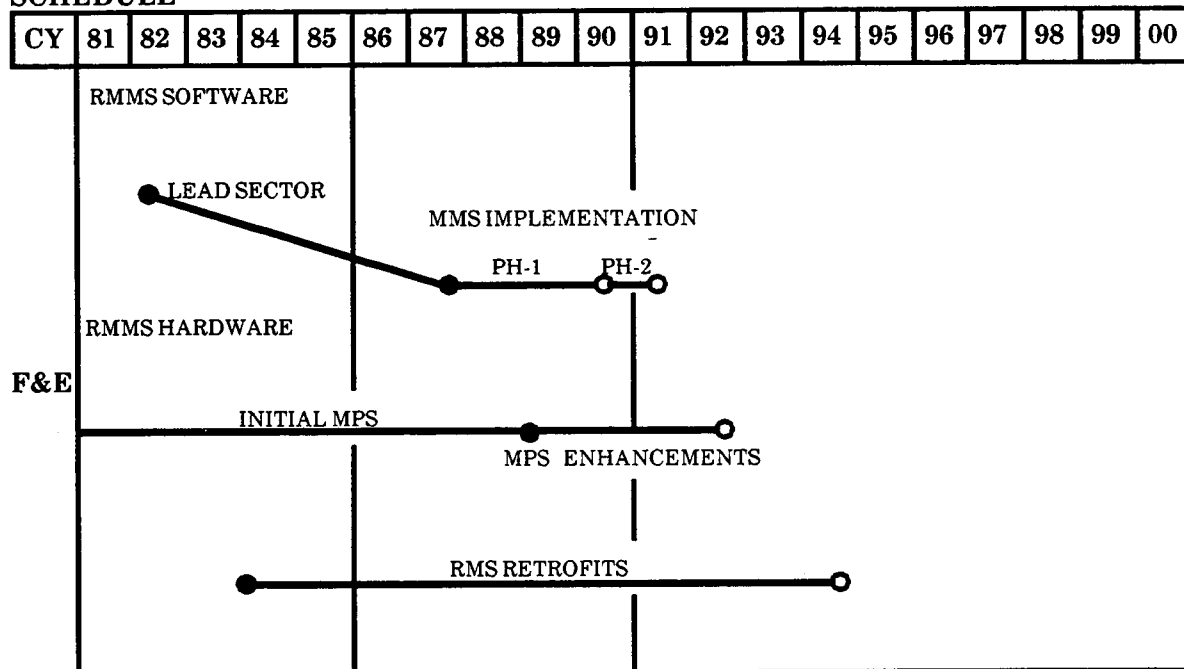 SCHEDULE
CY 81 82 83 84 85 86 87 88 89 90 91 92 93 94 95 96 97 98 99 00
RMMS SOFTWARE
LEAD SECTOR
MMS IMPLEMENTATION
PH-1 PH-2
RMMS HARDWARE
F&E
INITIAL MPS
MPS ENHANCEMENTS
RMS RETROFITS